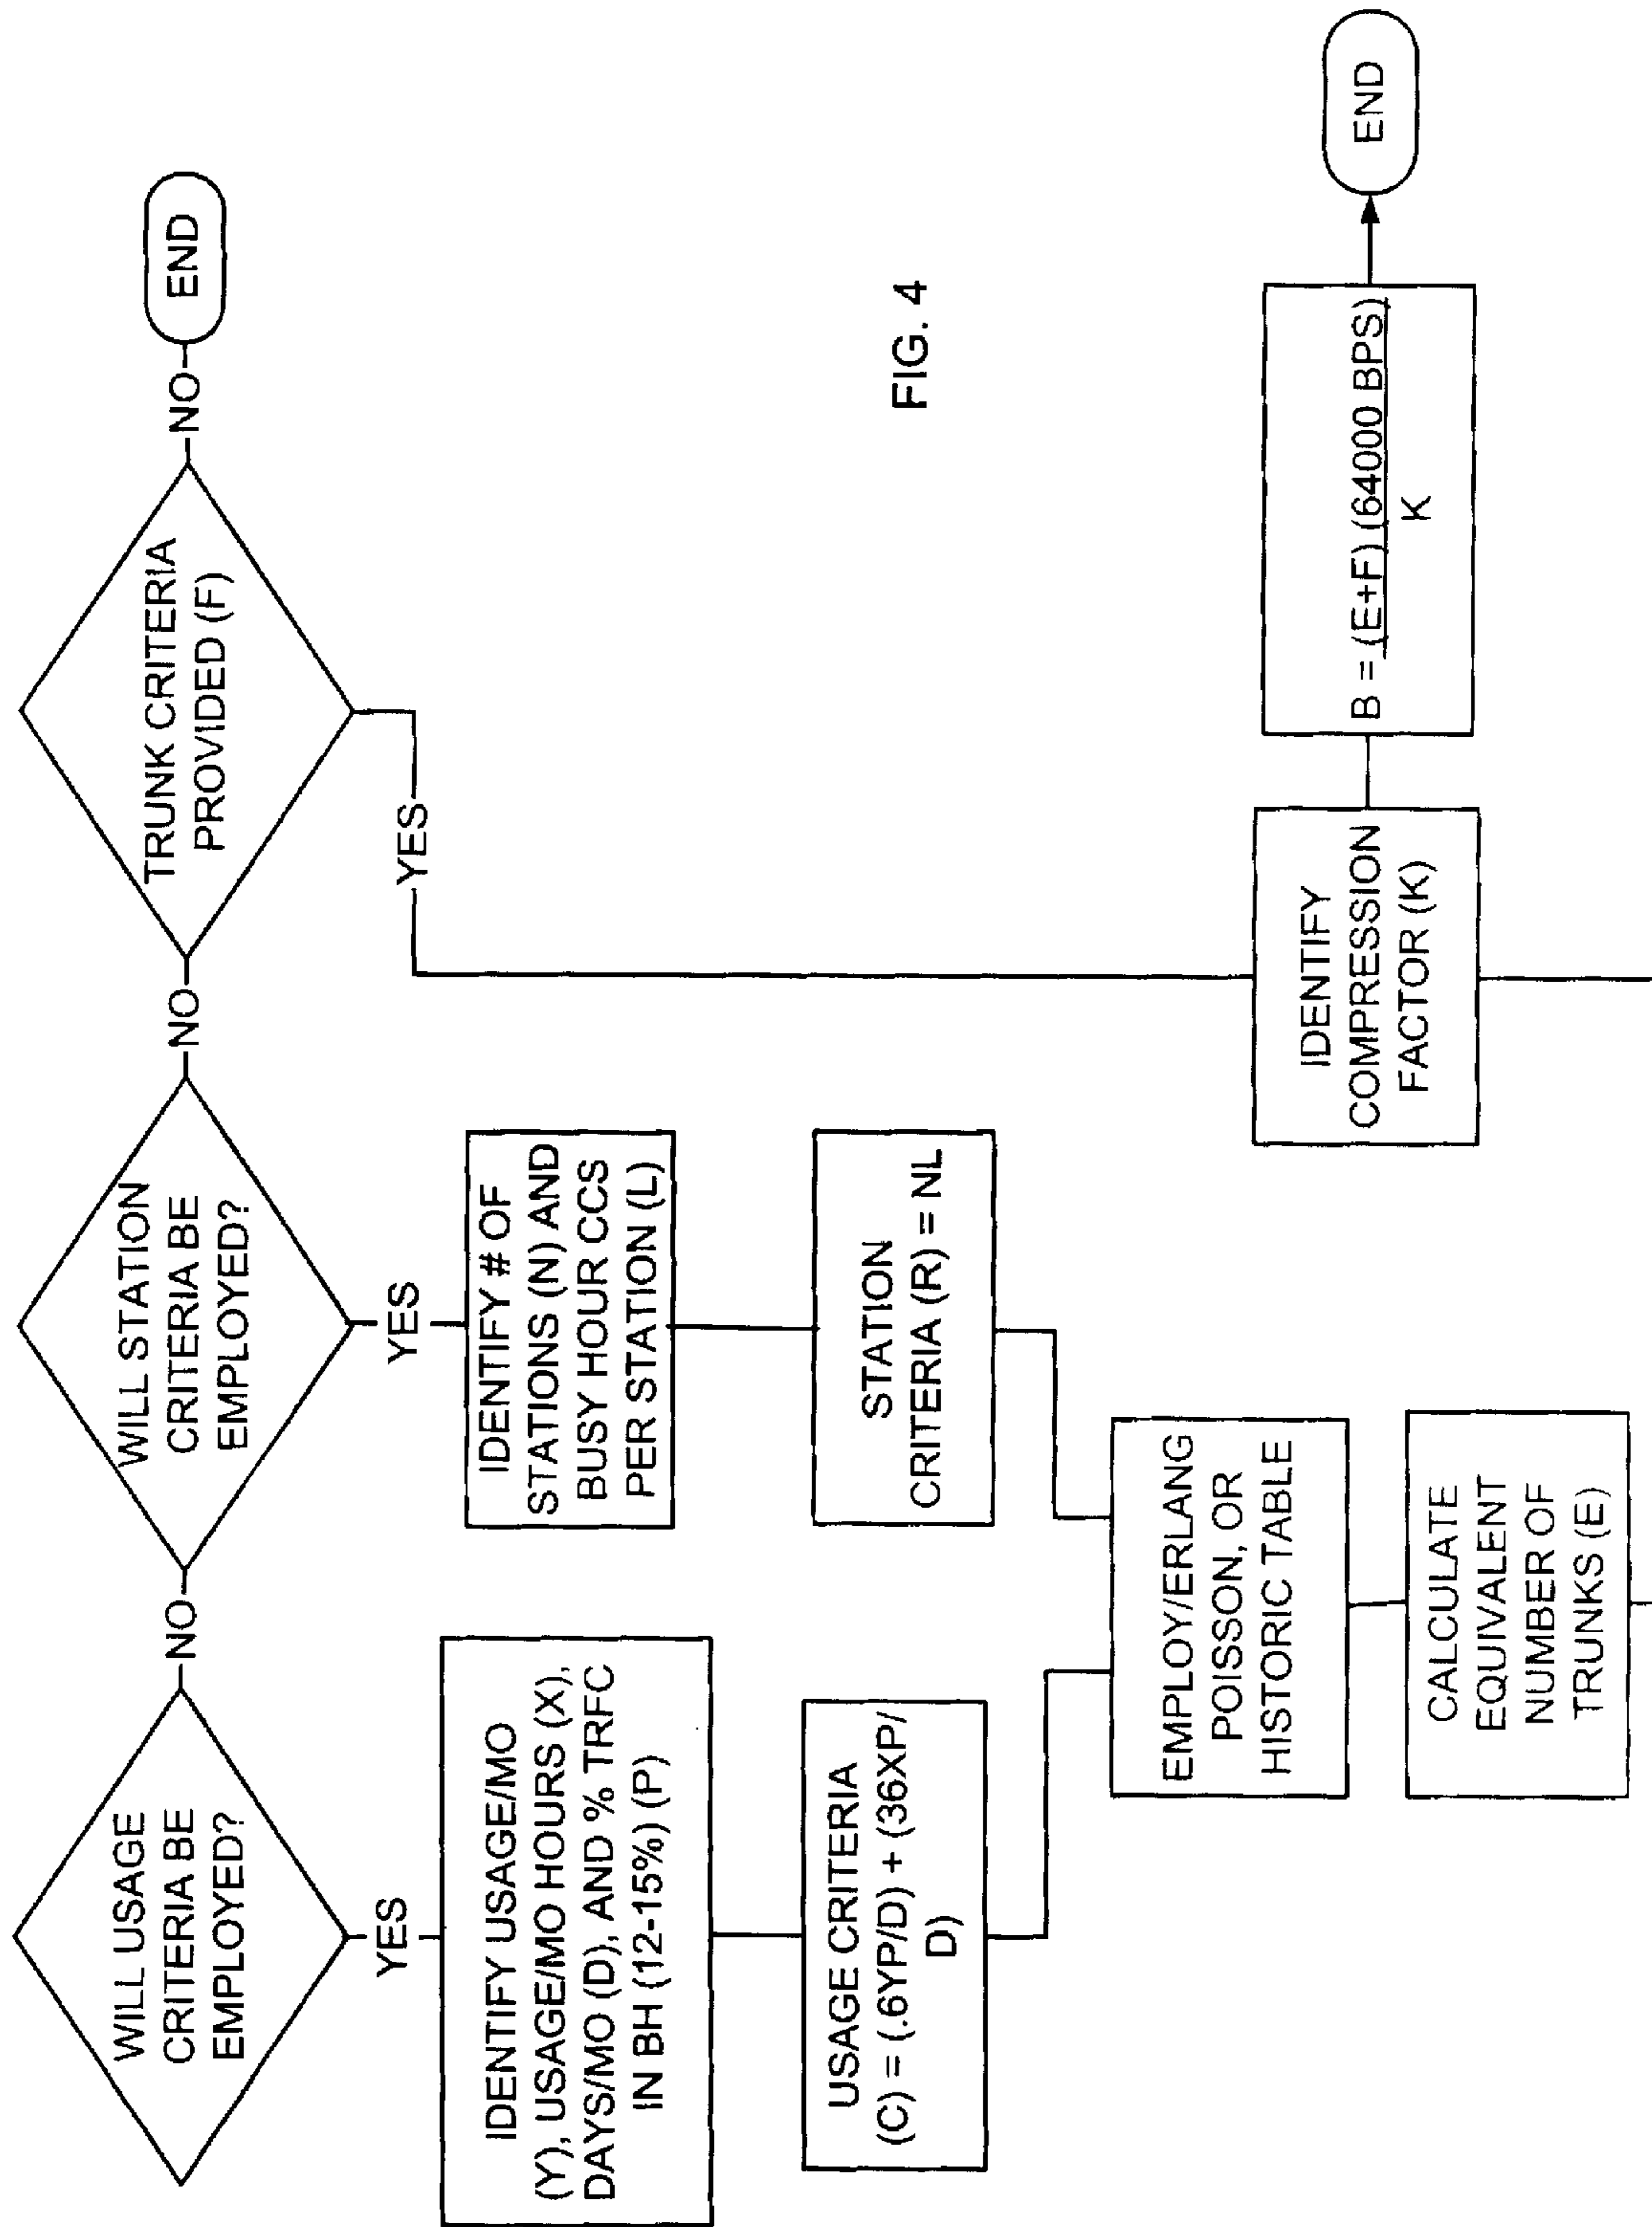 WILL USAGE
CRITERIA BE
EMPLOYED?
NO
WILL STATION
CRITERIA BE
EMPLOYED?
NO
TRUNK CRITERIA
PROVIDED (F)
NO
END
YES
IDENTIFY USAGE/MO
(Y), USAGE/MO HOURS (X),
DAYS/MO (D), AND % TRFC
IN BH (12-15%) (P)
USAGE CRITERIA
(C) = (.6YP/D) + (36XP/
D)
YES
IDENTIFY # OF
STATIONS (N) AND
BUSY HOUR CCS
PER STATION (L)
STATION
CRITERIA (R) = NL
EMPLOY/ERLANG
POISSON, OR
HISTORIC TABLE
CALCULATE
EQUIVALENT
NUMBER OF
TRUNKS (E)
YES
IDENTIFY
COMPRESSION
FACTOR (K)
B = (E+F) (64000 BPS)
K
END
FIG. 4